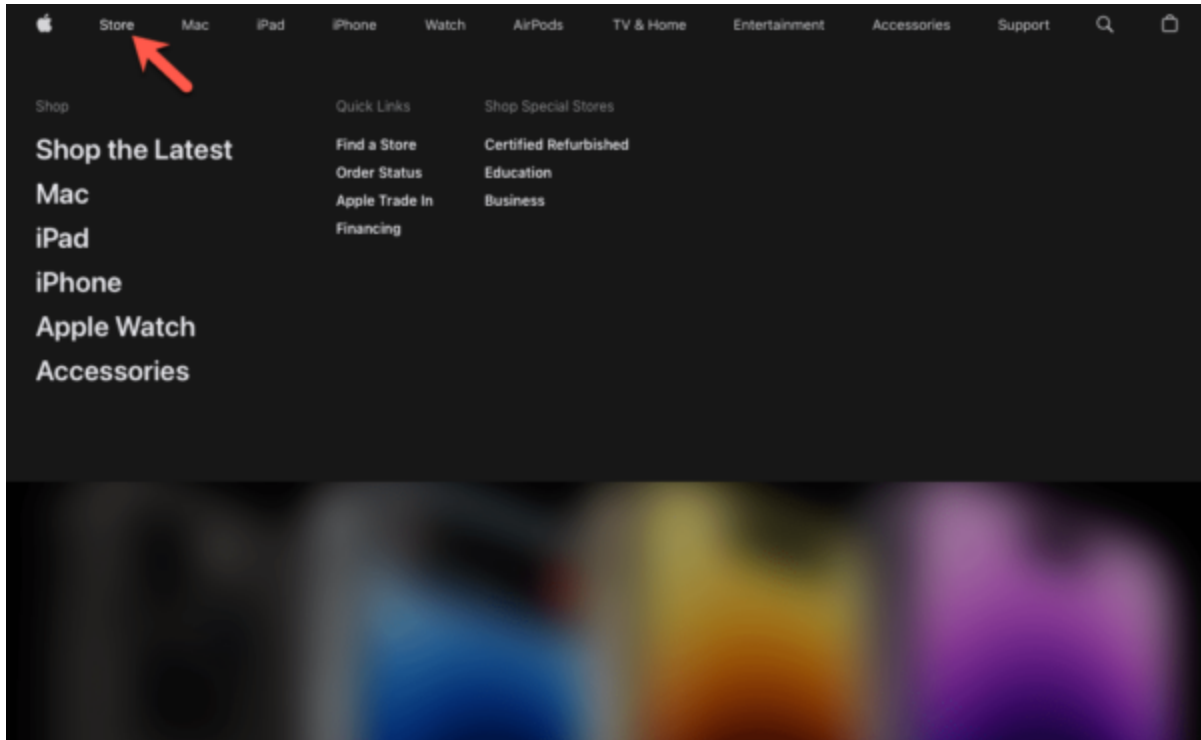 Store Mac iPad iPhone Watch AirPods TV & Home Entertainment Accessories Support
Shop
Shop the Latest
Mac
iPad
iPhone
Apple Watch
Accessories
Quick Links
Find a Store
Order Status
Apple Trade In
Financing
Shop Special Stores
Certified Refurbished
Education
Business